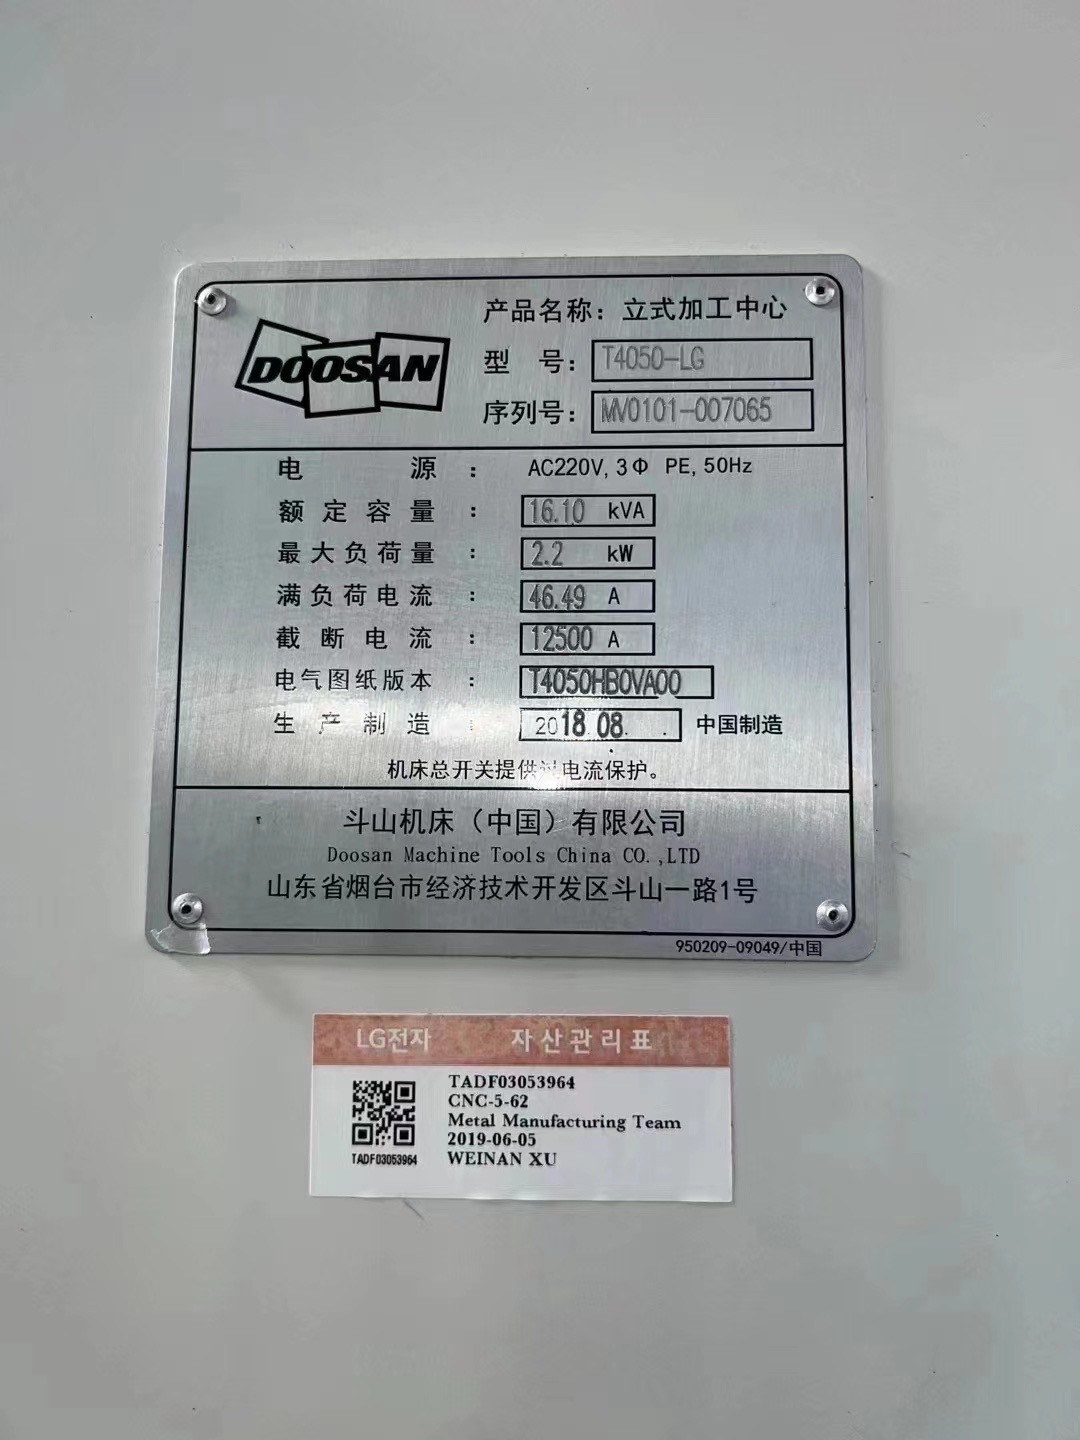 DOOSAN
产品名称：立式加工中心
型号：T4050-LG
序列号：MV0101-007065
电源：AC220V, 3Φ PE, 50Hz
额定容量：16.10 kVA
最大负荷量：2.2 kW
满负荷电流：46.49 A
截断电流：12500 A
电气图纸版本：T4050HB0VA00
生产制造：2018.08. 中国制造
机床总开关提供过电流保护。
斗山机床（中国）有限公司
Doosan Machine Tools China CO.,LTD
山东省烟台市经济技术开发区斗山一路1号
950209-09049/中国
LG전자 자산관리표
TADF03053964
CNC-5-62
Metal Manufacturing Team
2019-06-05
WEINAN XU
TADF03053964